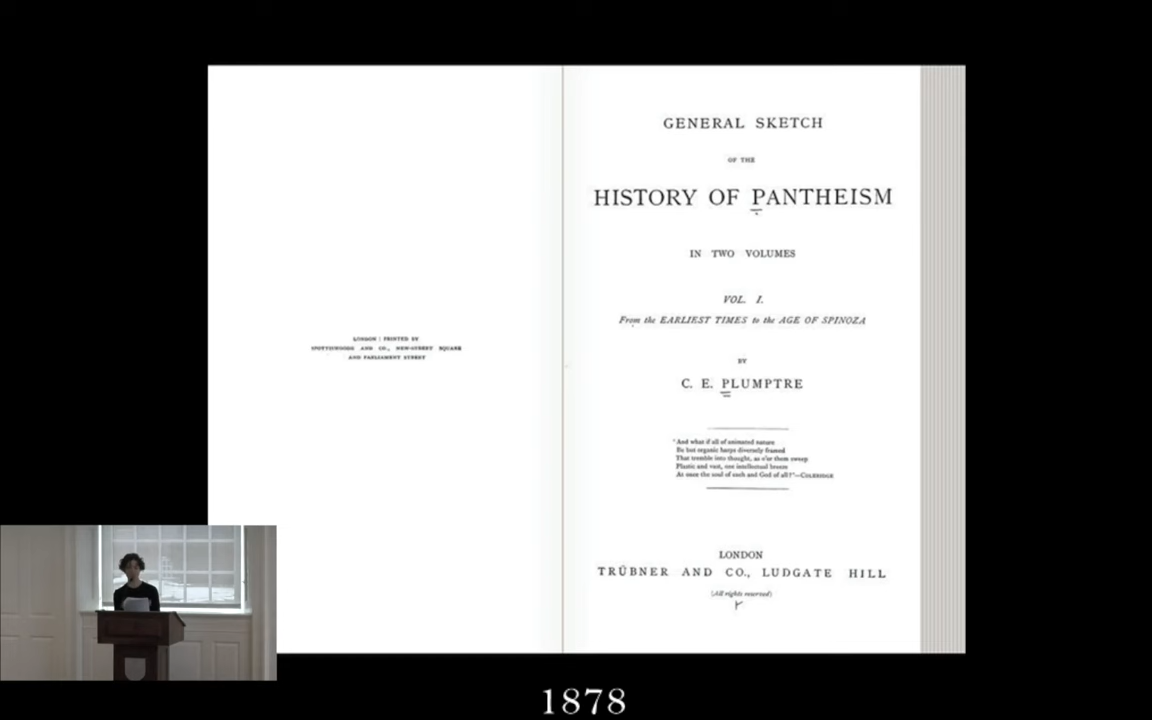 LONDON : PRINTED BY
SPOTTISWOODE AND CO., NEW-STREET SQUARE
AND PARLIAMENT STREET
GENERAL SKETCH
OF THE
HISTORY OF PANTHEISM
IN TWO VOLUMES
VOL. I.
From the EARLIEST TIMES to the AGE OF SPINOZA
BY
C. E. PLUMPTRE
'And what if all of animated nature
Be but organic harps diversely framed
That tremble into thought, as o'er them sweep
Plastic and vast, one intellectual breeze
At once the soul of each and God of all?'—COLERIDGE
LONDON
TRÜBNER AND CO., LUDGATE HILL
(All rights reserved)
1878